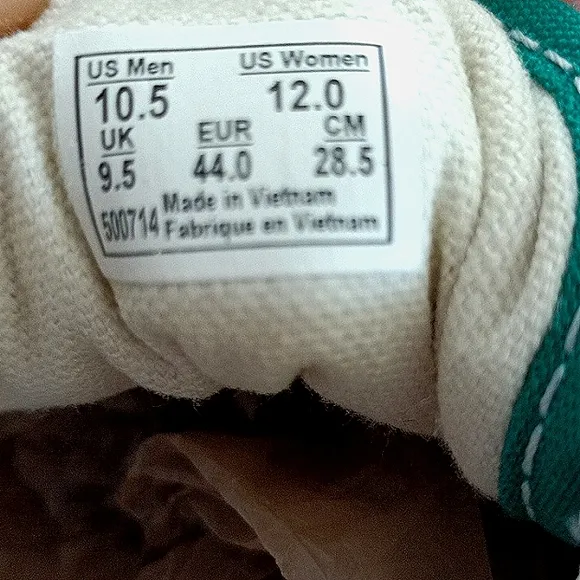 US Men US Women
10.5 12.0
UK EUR CM
9.5 44.0 28.5
Made in Vietnam
500714 Fabrique en Vietnam